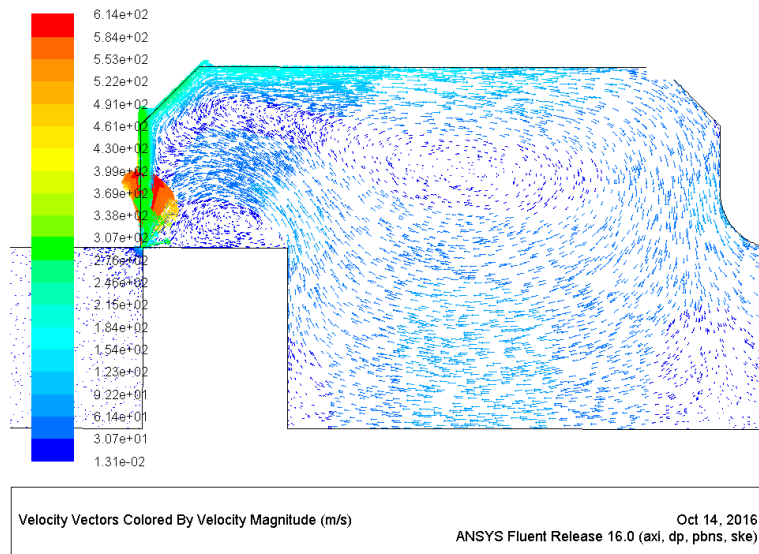 6.14e+02
5.84e+02
5.53e+02
5.22e+02
4.91e+02
4.61e+02
4.30e+02
3.99e+02
3.69e+02
3.38e+02
3.07e+02
2.76e+02
2.46e+02
2.15e+02
1.84e+02
1.54e+02
1.23e+02
9.22e+01
6.14e+01
3.07e+01
1.31e-02
Velocity Vectors Colored By Velocity Magnitude (m/s)
Oct 14, 2016
ANSYS Fluent Release 16.0 (axi, dp, pbns, ske)